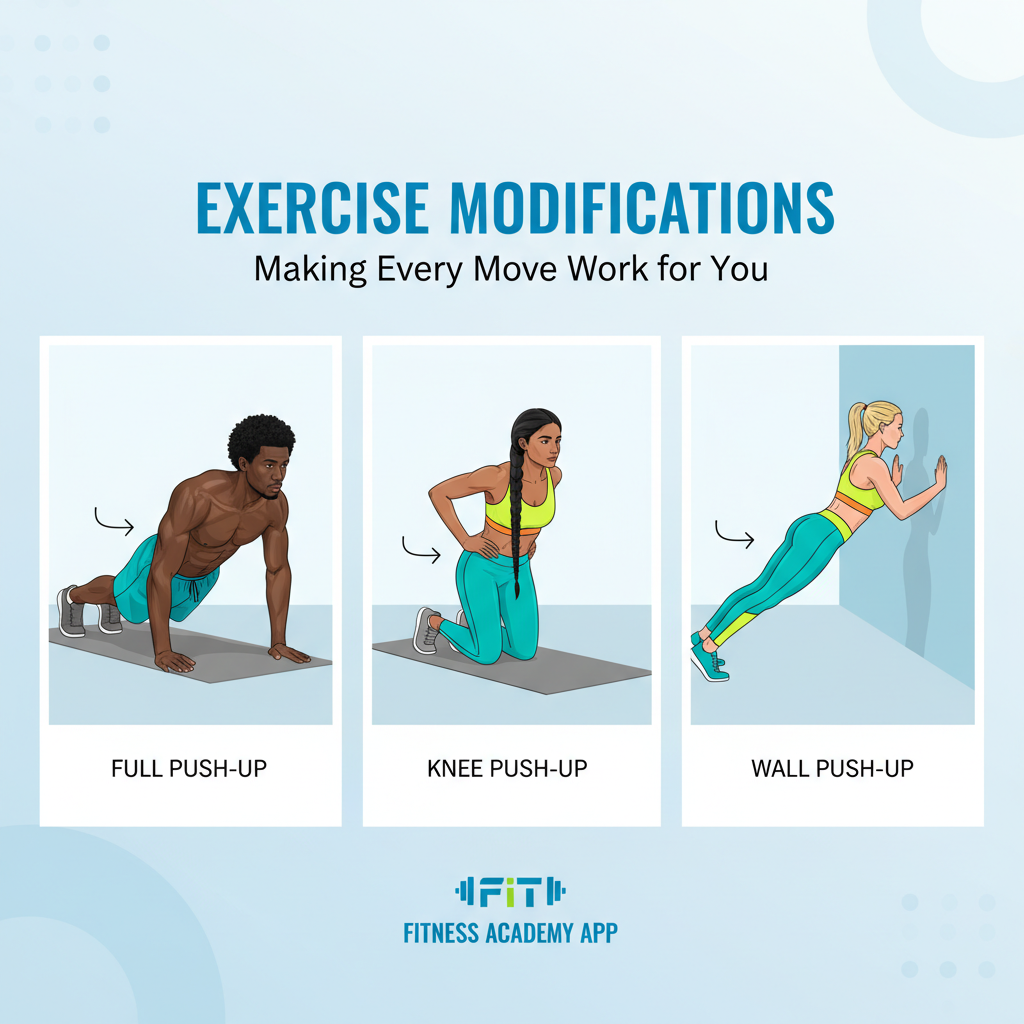 EXERCISE MODIFICATIONS
Making Every Move Work for You
FULL PUSH-UP
KNEE PUSH-UP
WALL PUSH-UP
FiT
FITNESS ACADEMY APP